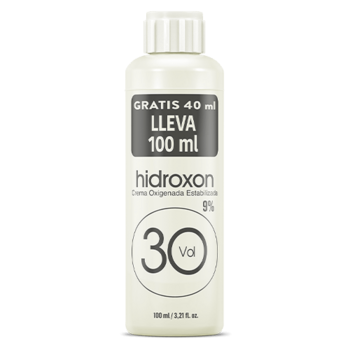 GRATIS 40 ml
LLEVA
100 ml
hidroxon
Crema Oxigenada Estabilizada
9%
30 Vol
100 ml / 3,21 fl. oz.